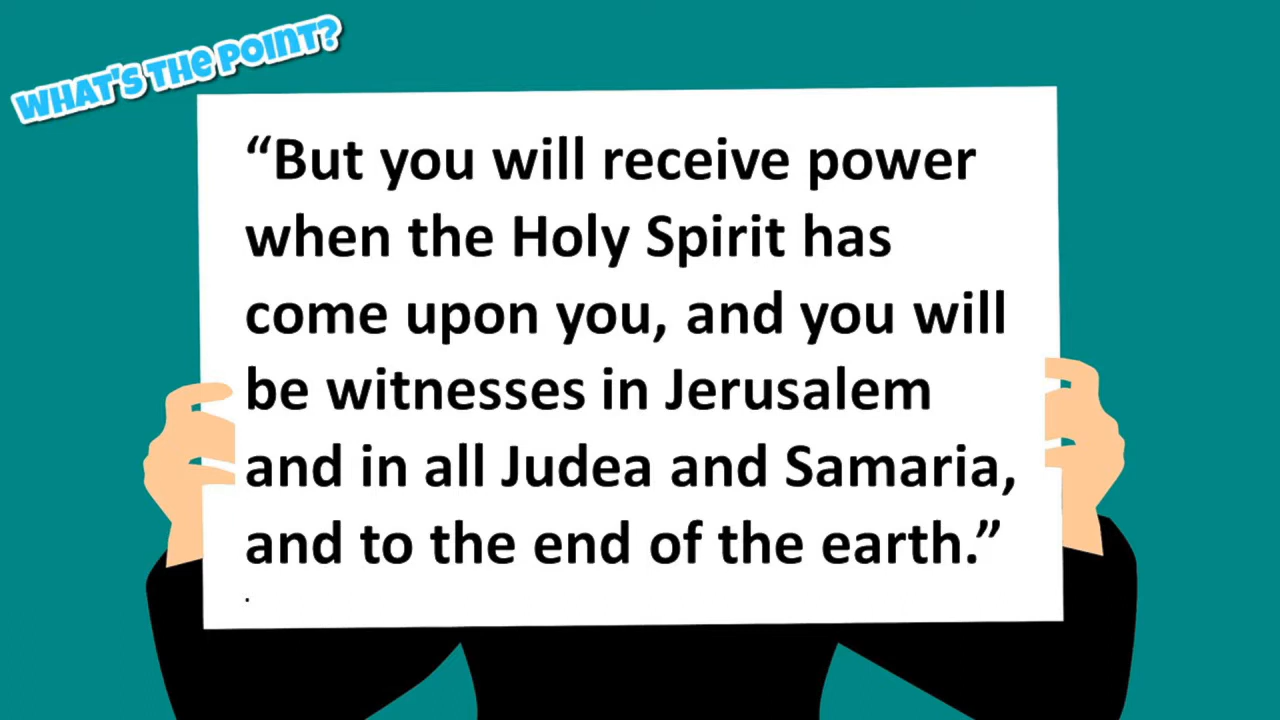 WHAT'S THE POINT?
“But you will receive power
when the Holy Spirit has
come upon you, and you will
be witnesses in Jerusalem
and in all Judea and Samaria,
and to the end of the earth.”
.